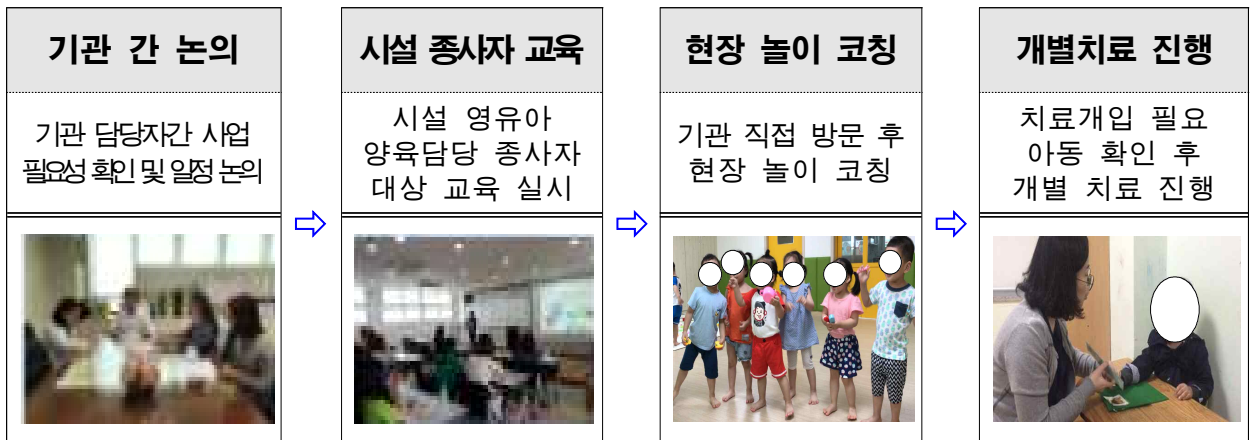 기관 간 논의
기관 담당자간 사업
필요성 확인 및 일정 논의
시설 종사자 교육
시설 영유아
양육담당 종사자
대상 교육 실시
현장 놀이 코칭
기관 직접 방문 후
현장 놀이 코칭
개별치료 진행
치료개입 필요
아동 확인 후
개별 치료 진행